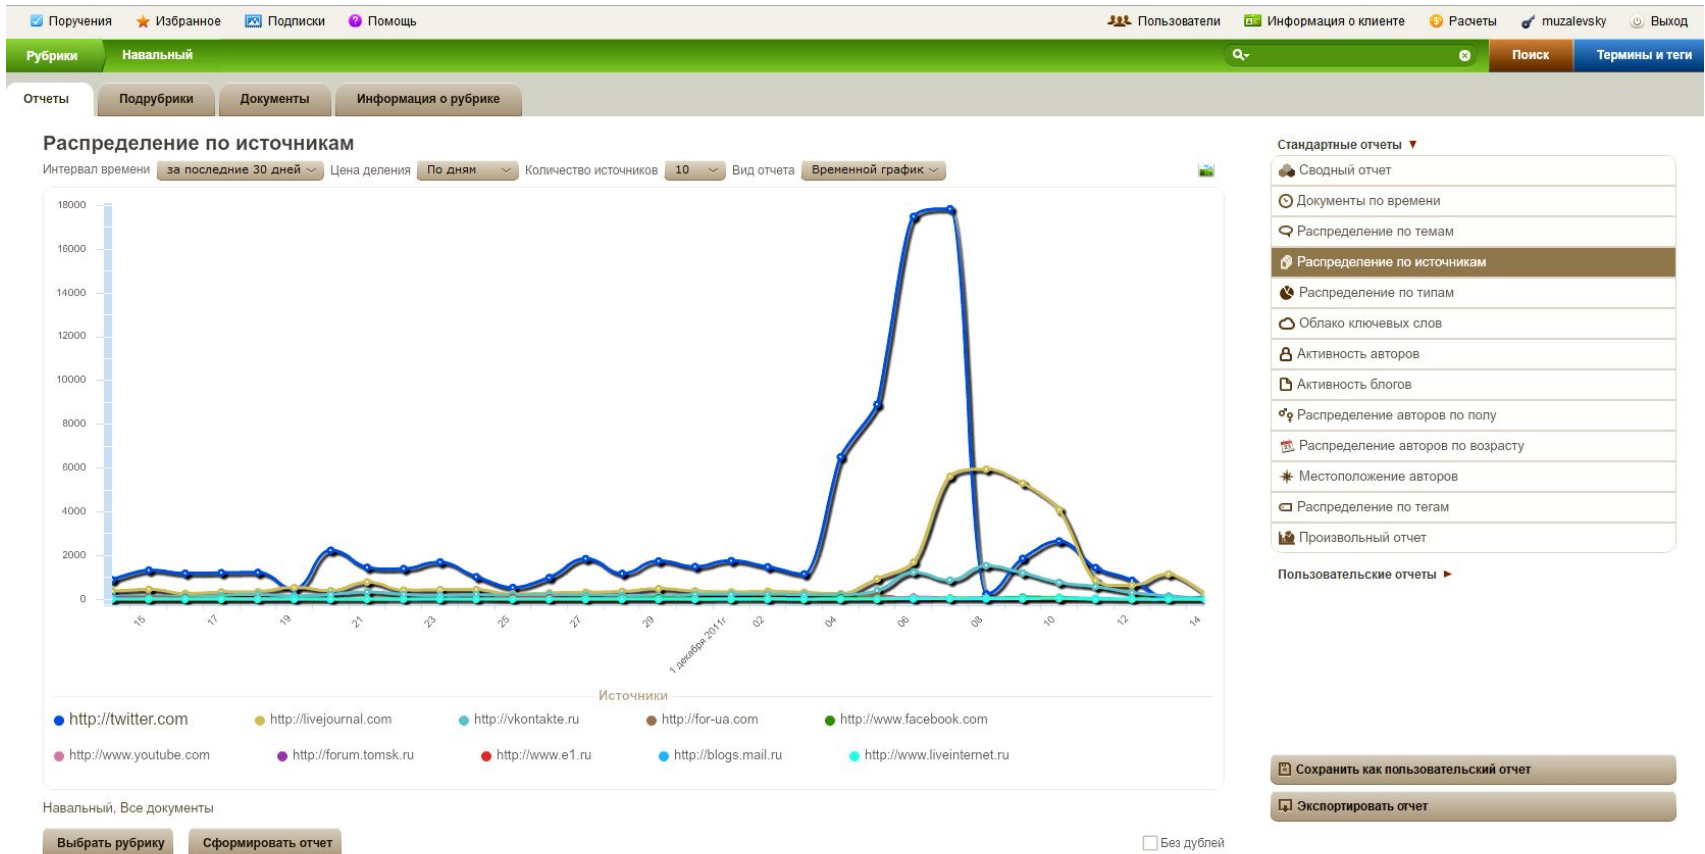 Поручения Избранное Подписки Помощь Пользователи Информация о клиенте Расчеты muzalevsky Выход
Рубрики Навальный Поиск Термины и теги
Отчеты Подрубрики Документы Информация о рубрике
Распределение по источникам
Интервал времени за последние 30 дней Цена деления По дням Количество источников 10 Вид отчета Временной график
18000
16000
14000
12000
10000
8000
6000
4000
2000
0
15 17 19 21 23 25 27 29 1 декабря 2011г. 02 04 06 08 10 12 14
Источники
http://twitter.com http://livejournal.com http://vkontakte.ru http://for-ua.com http://www.facebook.com
http://www.youtube.com http://forum.tomsk.ru http://www.e1.ru http://blogs.mail.ru http://www.liveinternet.ru
Навальный, Все документы
Выбрать рубрику Сформировать отчет Без дублей
Стандартные отчеты
Сводный отчет
Документы по времени
Распределение по темам
Распределение по источникам
Распределение по типам
Облако ключевых слов
Активность авторов
Активность блогов
Распределение авторов по полу
Распределение авторов по возрасту
Местоположение авторов
Распределение по тегам
Произвольный отчет
Пользовательские отчеты
Сохранить как пользовательский отчет
Экспортировать отчет